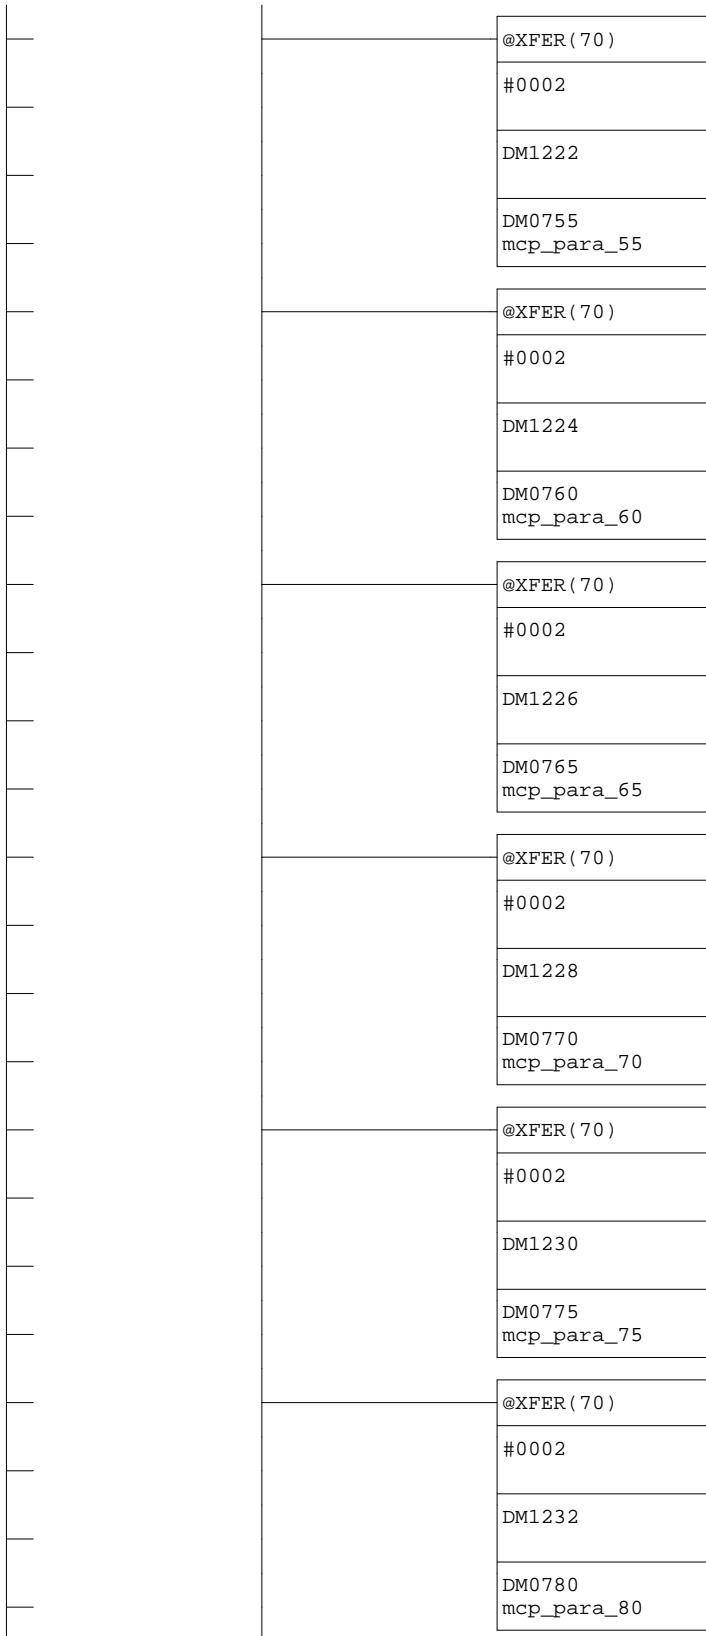 @XFER(70)
#0002
DM1222
DM0755
mcp_para_55
@XFER(70)
#0002
DM1224
DM0760
mcp_para_60
@XFER(70)
#0002
DM1226
DM0765
mcp_para_65
@XFER(70)
#0002
DM1228
DM0770
mcp_para_70
@XFER(70)
#0002
DM1230
DM0775
mcp_para_75
@XFER(70)
#0002
DM1232
DM0780
mcp_para_80